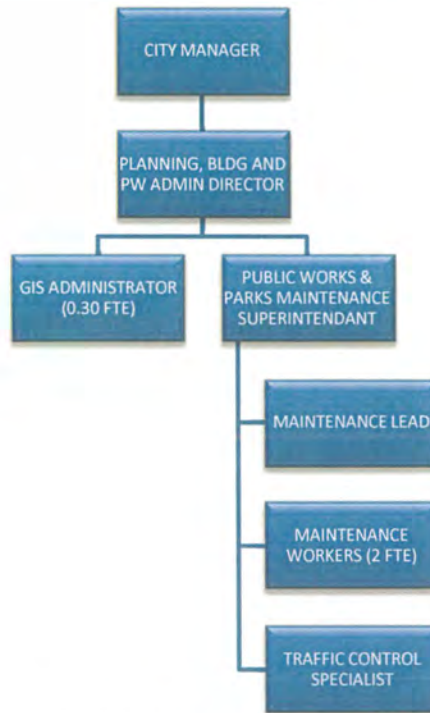 CITY MANAGER
PLANNING, BLDG AND
PW ADMIN DIRECTOR
GIS ADMINISTRATOR
(0.30 FTE)
PUBLIC WORKS &
PARKS MAINTENANCE
SUPERINTENDANT
MAINTENANCE LEAD
MAINTENANCE
WORKERS (2 FTE)
TRAFFIC CONTROL
SPECIALIST